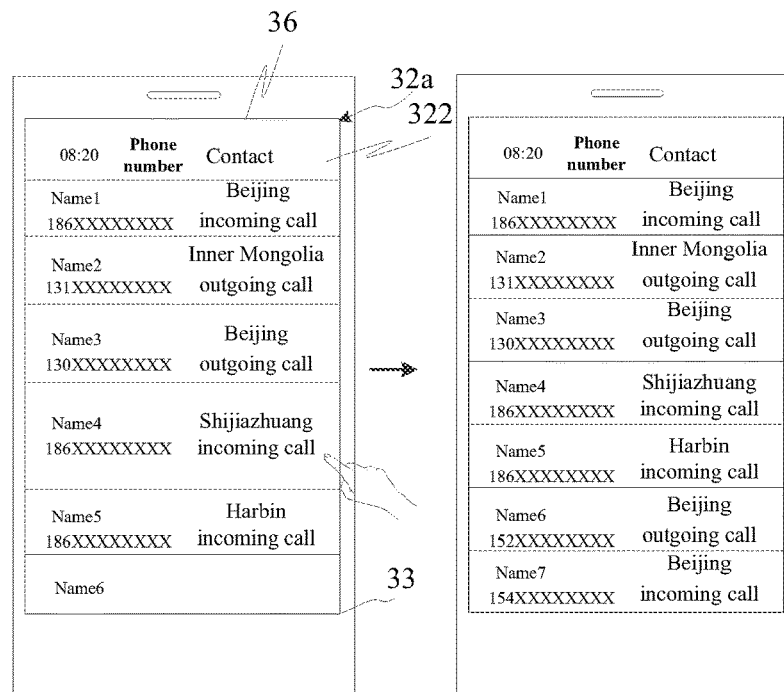 36
32a
322
08:20 Phone number Contact
Name1 Beijing
186XXXXXXXX incoming call
Name2 Inner Mongolia
131XXXXXXXX outgoing call
Name3 Beijing
130XXXXXXXX outgoing call
Name4 Shijiazhuang
186XXXXXXXX incoming call
Name5 Harbin
186XXXXXXXX incoming call
Name6
33
08:20 Phone number Contact
Name1 Beijing
186XXXXXXXX incoming call
Name2 Inner Mongolia
131XXXXXXXX outgoing call
Name3 Beijing
130XXXXXXXX outgoing call
Name4 Shijiazhuang
186XXXXXXXX incoming call
Name5 Harbin
186XXXXXXXX incoming call
Name6 Beijing
152XXXXXXXX outgoing call
Name7 Beijing
154XXXXXXXX incoming call